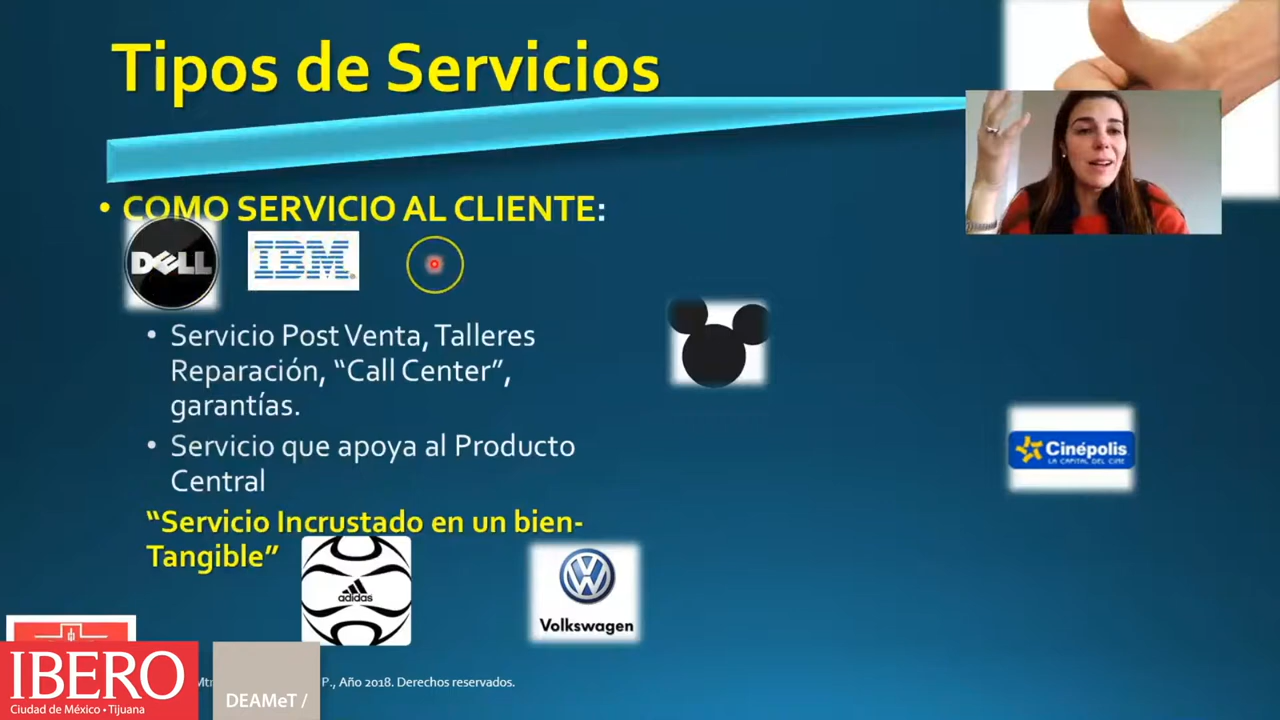 Tipos de Servicios
• COMO SERVICIO AL CLIENTE:
DELL
IBM
• Servicio Post Venta, Talleres
Reparación, “Call Center”,
garantías.
• Servicio que apoya al Producto
Central
Cinépolis
LA CAPITAL DEL CINE
“Servicio Incrustado en un bien-
Tangible”
adidas
Volkswagen
IBERO
Ciudad de México • Tijuana
DEAMeT /
P., Año 2018. Derechos reservados.